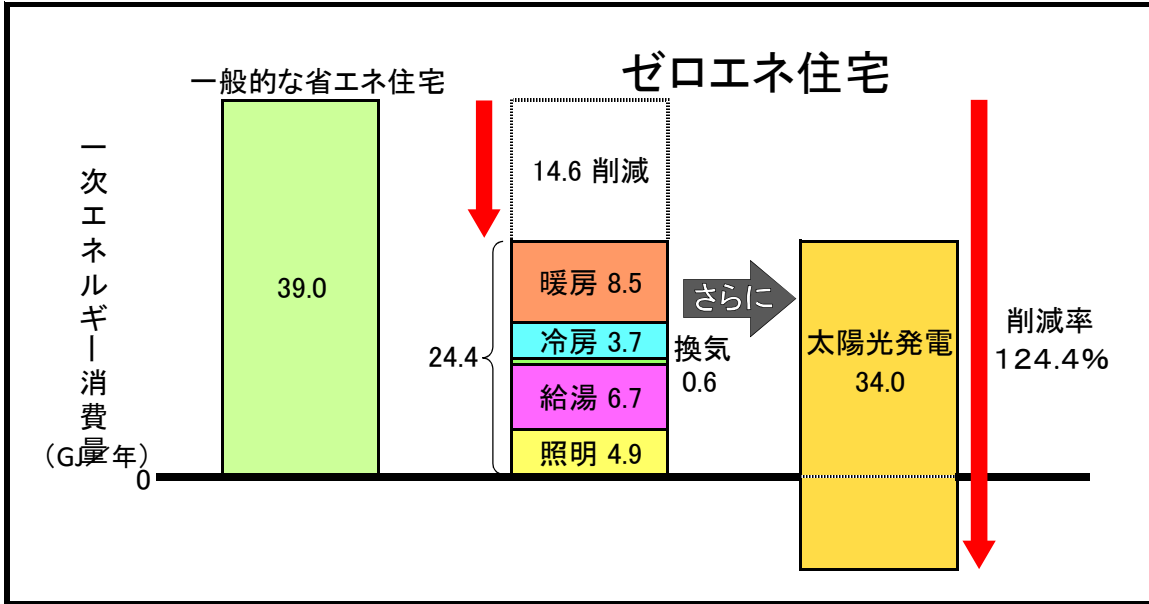 ゼロエネ住宅
一般的な省エネ住宅
一次エネルギー消費量
（GJ／年）
0
39.0
14.6 削減
24.4
暖房 8.5
冷房 3.7
換気
0.6
給湯 6.7
照明 4.9
さらに
太陽光発電
34.0
削減率
１２４.４％